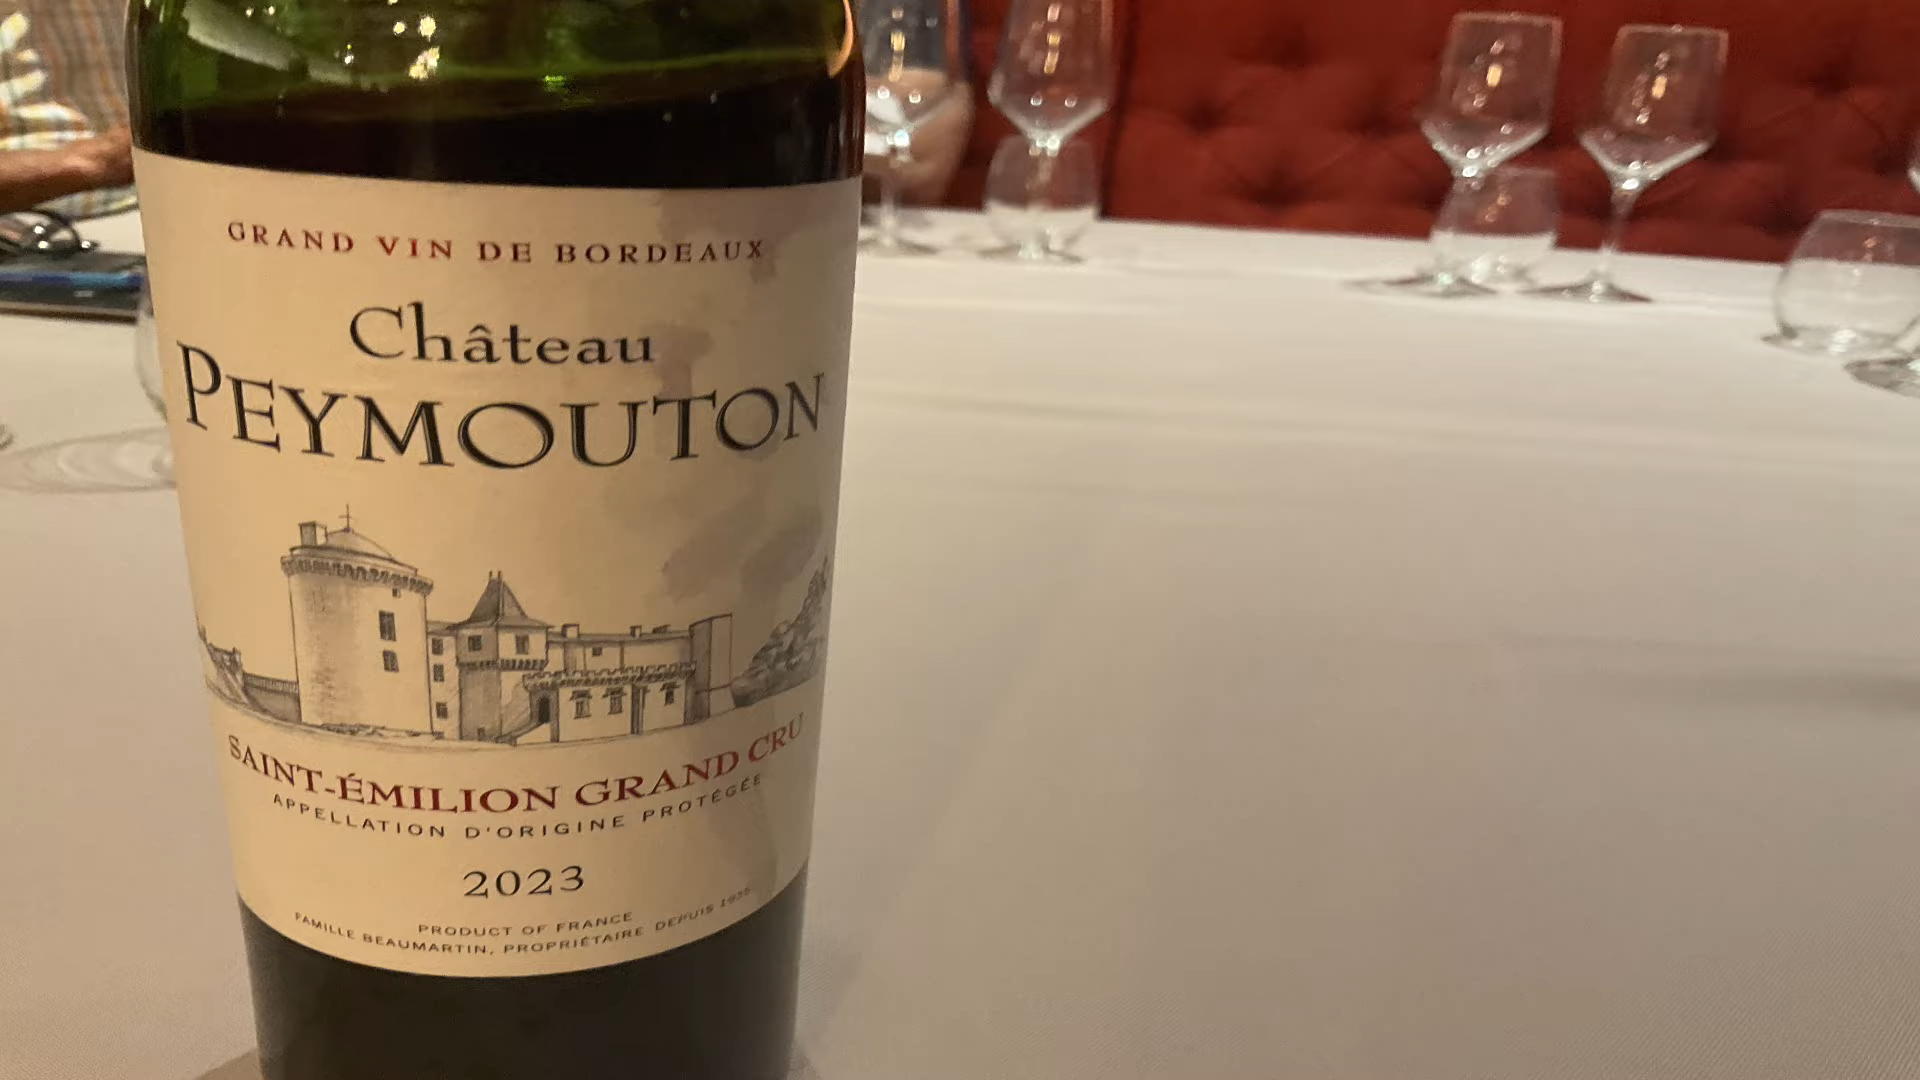 GRAND VIN DE BORDEAUX
Château
PEYMOUTON
SAINT-ÉMILION GRAND CRU
APPELLATION D'ORIGINE PROTÉGÉE
2023
PRODUCT OF FRANCE
FAMILLE BEAUMARTIN, PROPRIÉTAIRE DEPUIS